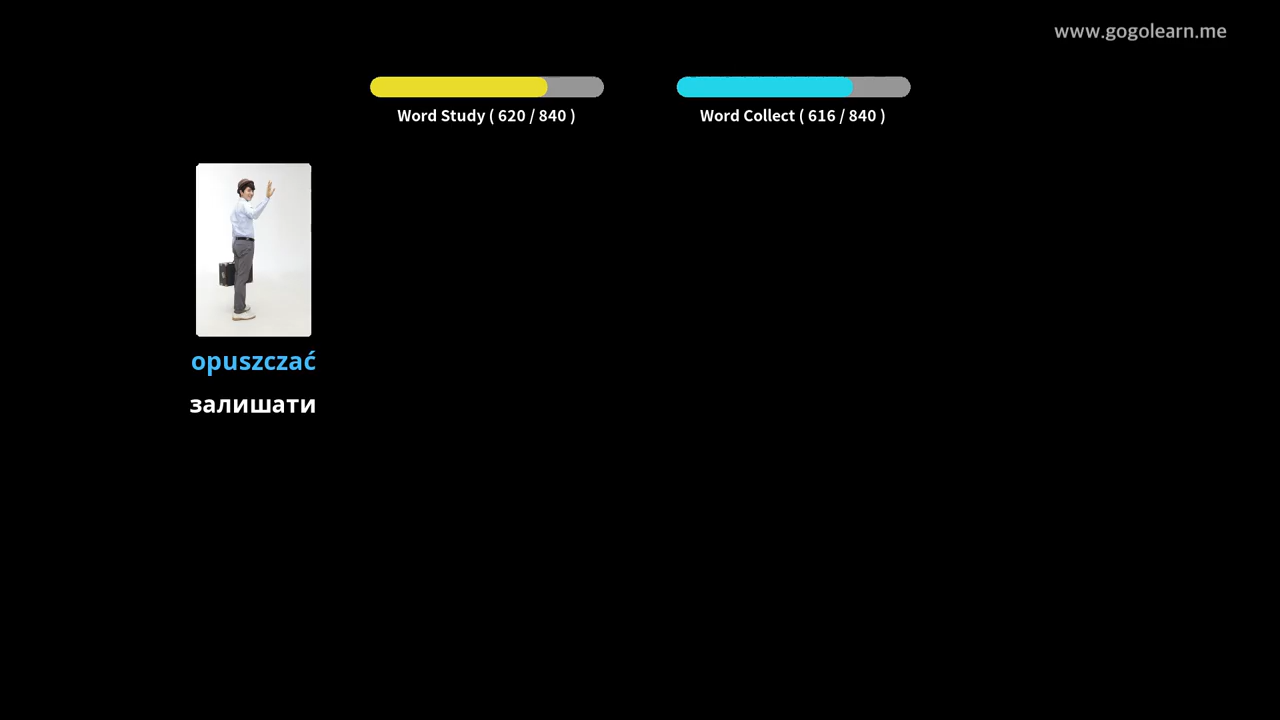 www.gogolearn.me
Word Study ( 620 / 840 )
Word Collect ( 616 / 840 )
opuszczać
залишати